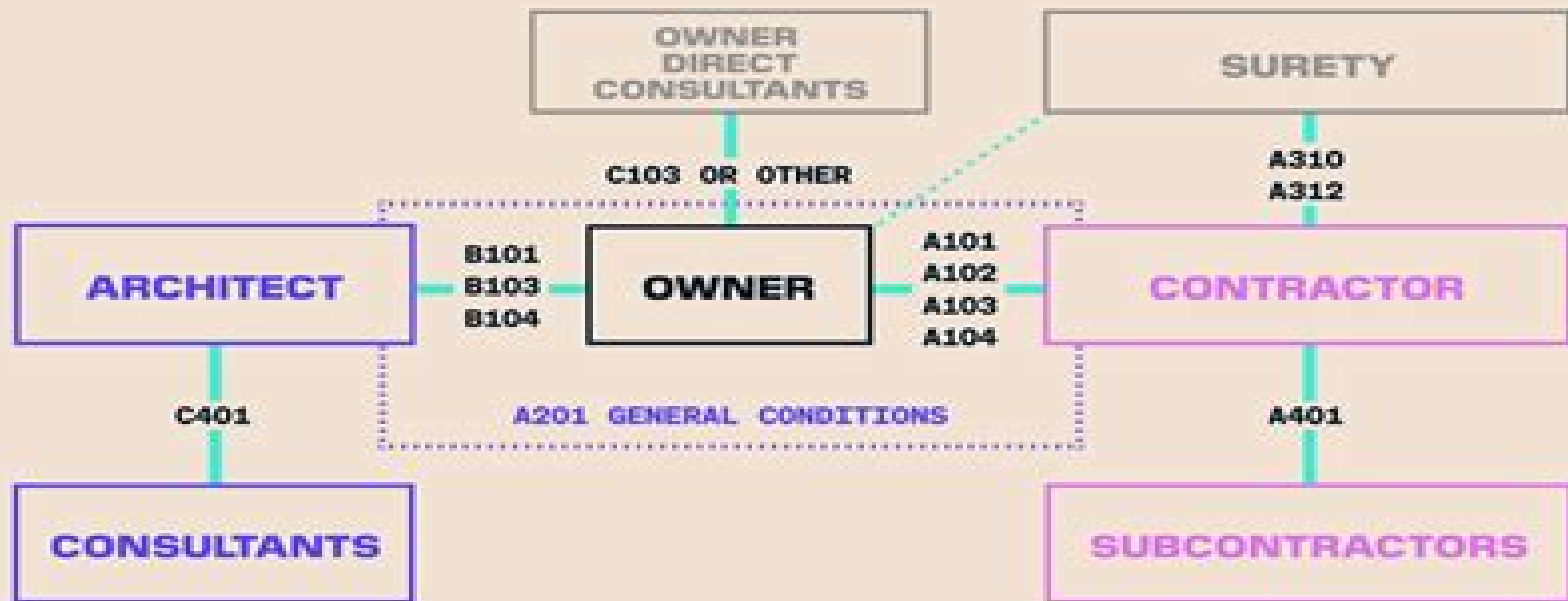 OWNER
DIRECT
CONSULTANTS
SURETY
C103 OR OTHER
A310
A312
ARCHITECT
B101
B103
B104
OWNER
A101
A102
A103
A104
CONTRACTOR
C401
A201 GENERAL CONDITIONS
A401
CONSULTANTS
SUBCONTRACTORS